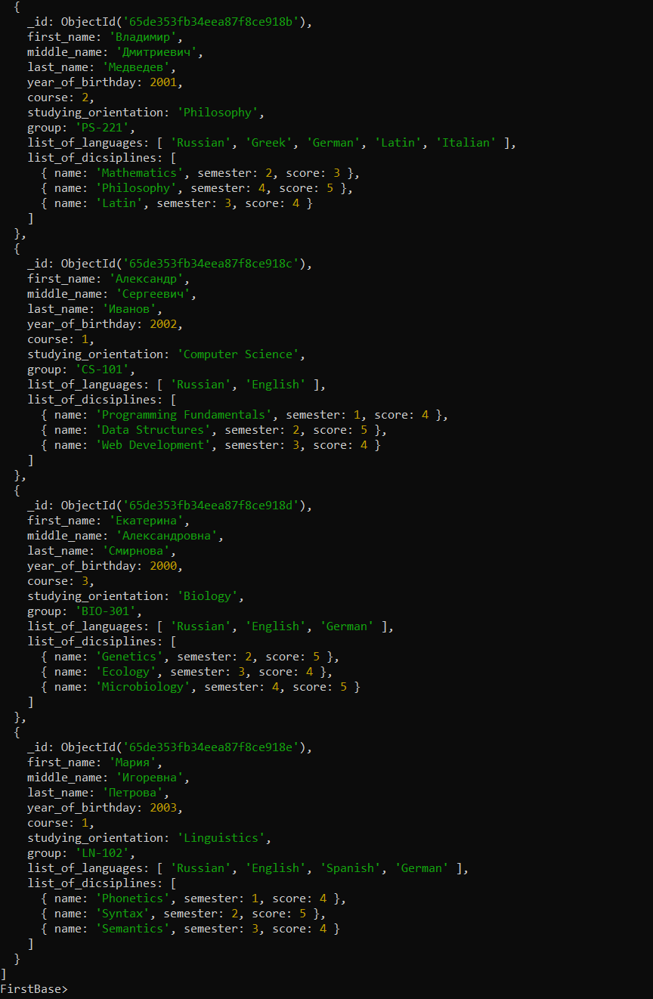 {
_id: ObjectId('65de353fb34eea87f8ce918b'),
first_name: 'Владимир',
middle_name: 'Дмитриевич',
last_name: 'Медведев',
year_of_birthday: 2001,
course: 2,
studying_orientation: 'Philosophy',
group: 'PS-221',
list_of_languages: [ 'Russian', 'Greek', 'German', 'Latin', 'Italian' ],
list_of_dicsiplines: [
{ name: 'Mathematics', semester: 2, score: 3 },
{ name: 'Philosophy', semester: 4, score: 5 },
{ name: 'Latin', semester: 3, score: 4 }
]
},
{
_id: ObjectId('65de353fb34eea87f8ce918c'),
first_name: 'Александр',
middle_name: 'Сергеевич',
last_name: 'Иванов',
year_of_birthday: 2002,
course: 1,
studying_orientation: 'Computer Science',
group: 'CS-101',
list_of_languages: [ 'Russian', 'English' ],
list_of_dicsiplines: [
{ name: 'Programming Fundamentals', semester: 1, score: 4 },
{ name: 'Data Structures', semester: 2, score: 5 },
{ name: 'Web Development', semester: 3, score: 4 }
]
},
{
_id: ObjectId('65de353fb34eea87f8ce918d'),
first_name: 'Екатерина',
middle_name: 'Александровна',
last_name: 'Смирнова',
year_of_birthday: 2000,
course: 3,
studying_orientation: 'Biology',
group: 'BIO-301',
list_of_languages: [ 'Russian', 'English', 'German' ],
list_of_dicsiplines: [
{ name: 'Genetics', semester: 2, score: 5 },
{ name: 'Ecology', semester: 3, score: 4 },
{ name: 'Microbiology', semester: 4, score: 5 }
]
},
{
_id: ObjectId('65de353fb34eea87f8ce918e'),
first_name: 'Мария',
middle_name: 'Игоревна',
last_name: 'Петрова',
year_of_birthday: 2003,
course: 1,
studying_orientation: 'Linguistics',
group: 'LN-102',
list_of_languages: [ 'Russian', 'English', 'Spanish', 'German' ],
list_of_dicsiplines: [
{ name: 'Phonetics', semester: 1, score: 4 },
{ name: 'Syntax', semester: 2, score: 5 },
{ name: 'Semantics', semester: 3, score: 4 }
]
}
]
FirstBase>